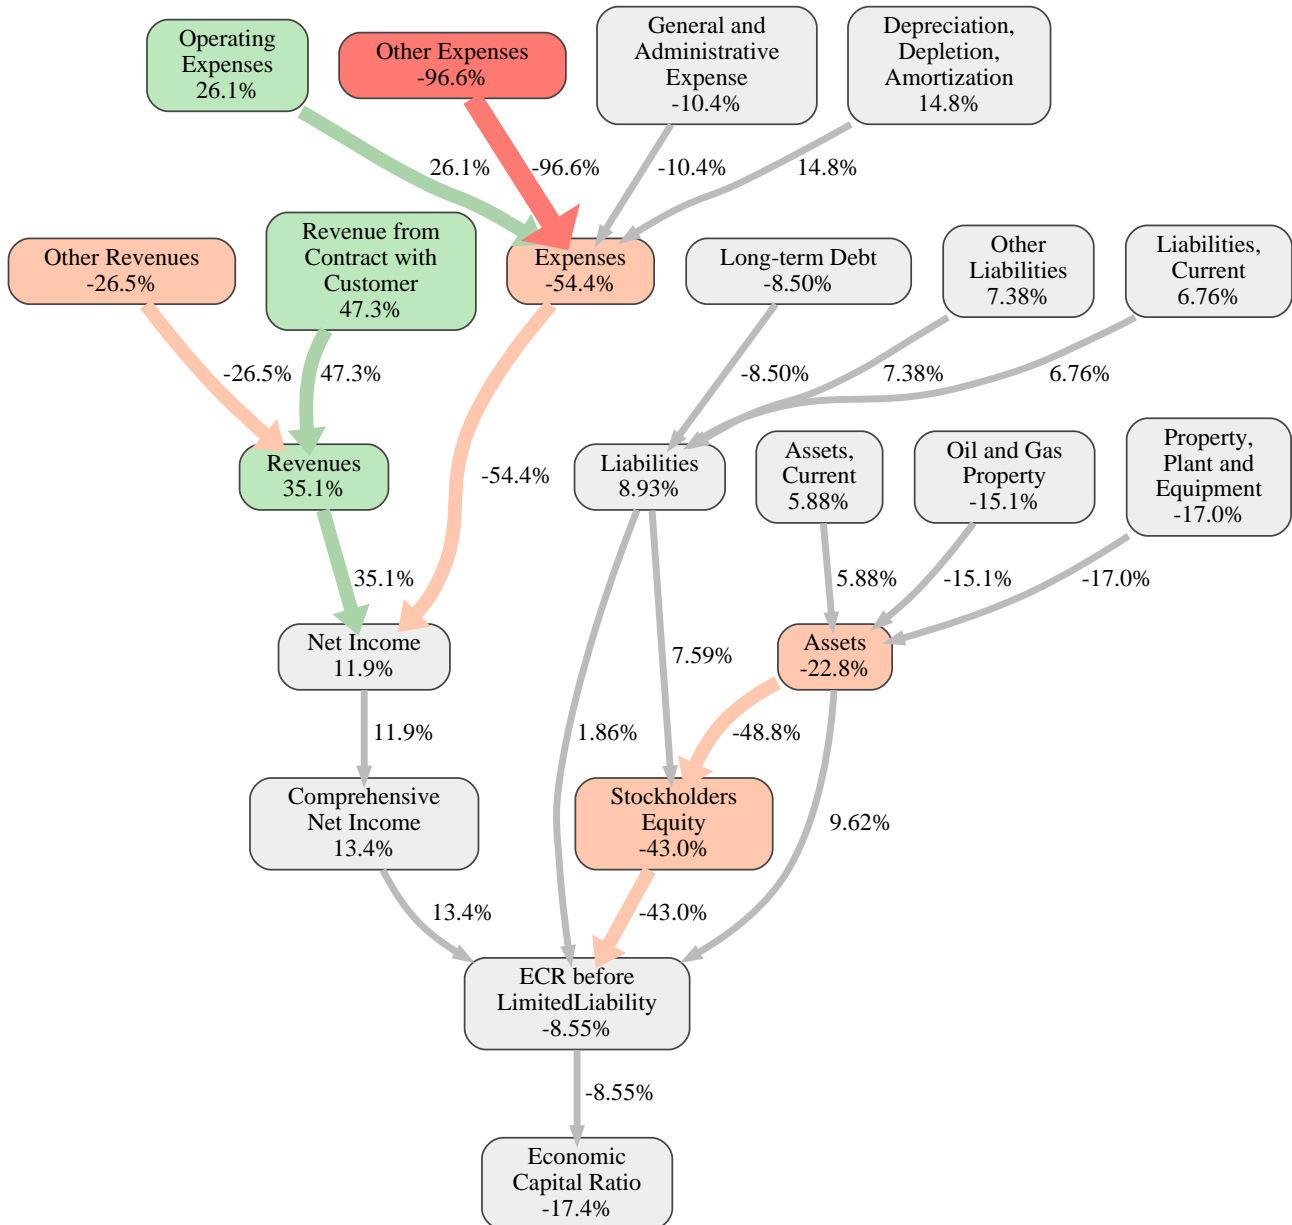 Operating
Expenses
26.1%
Other Expenses
-96.6%
General and
Administrative
Expense
-10.4%
Depreciation,
Depletion,
Amortization
14.8%
26.1%
-96.6%
-10.4%
14.8%
Other Revenues
-26.5%
Revenue from
Contract with
Customer
47.3%
Expenses
-54.4%
Long-term Debt
-8.50%
Other
Liabilities
7.38%
Liabilities,
Current
6.76%
-26.5%
47.3%
-8.50%
7.38%
6.76%
Revenues
35.1%
-54.4%
Liabilities
8.93%
Assets,
Current
5.88%
Oil and Gas
Property
-15.1%
Property,
Plant and
Equipment
-17.0%
35.1%
5.88%
-15.1%
-17.0%
Net Income
11.9%
7.59%
Assets
-22.8%
11.9%
1.86%
-48.8%
Comprehensive
Net Income
13.4%
Stockholders
Equity
-43.0%
9.62%
13.4%
-43.0%
ECR before
LimitedLiability
-8.55%
-8.55%
Economic
Capital Ratio
-17.4%